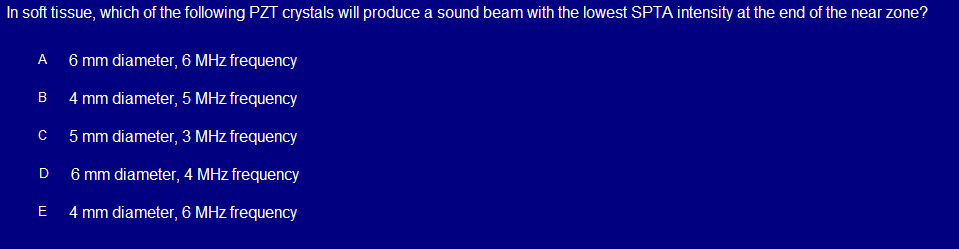 In soft tissue, which of the following PZT crystals will produce a sound beam with the lowest SPTA intensity at the end of the near zone?
A 6 mm diameter, 6 MHz frequency
B 4 mm diameter, 5 MHz frequency
C 5 mm diameter, 3 MHz frequency
D 6 mm diameter, 4 MHz frequency
E 4 mm diameter, 6 MHz frequency